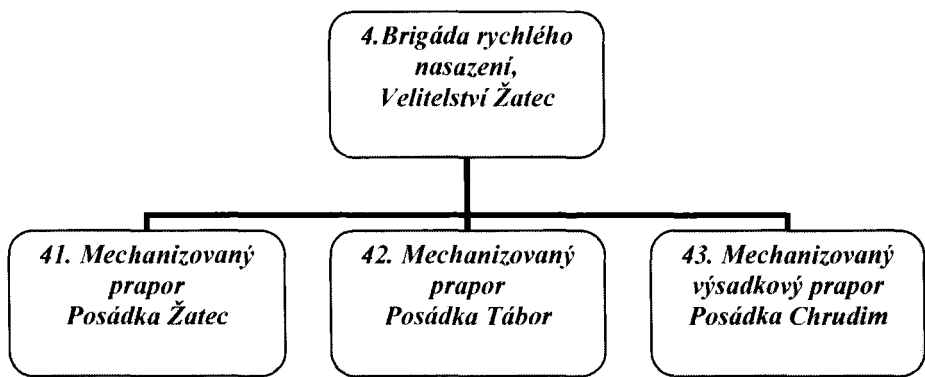 4.Brigáda rychlého
nasazení,
Velitelství Žatec
41. Mechanizovaný
prapor
Posádka Žatec
42. Mechanizovaný
prapor
Posádka Tábor
43. Mechanizovaný
výsadkový prapor
Posádka Chrudim